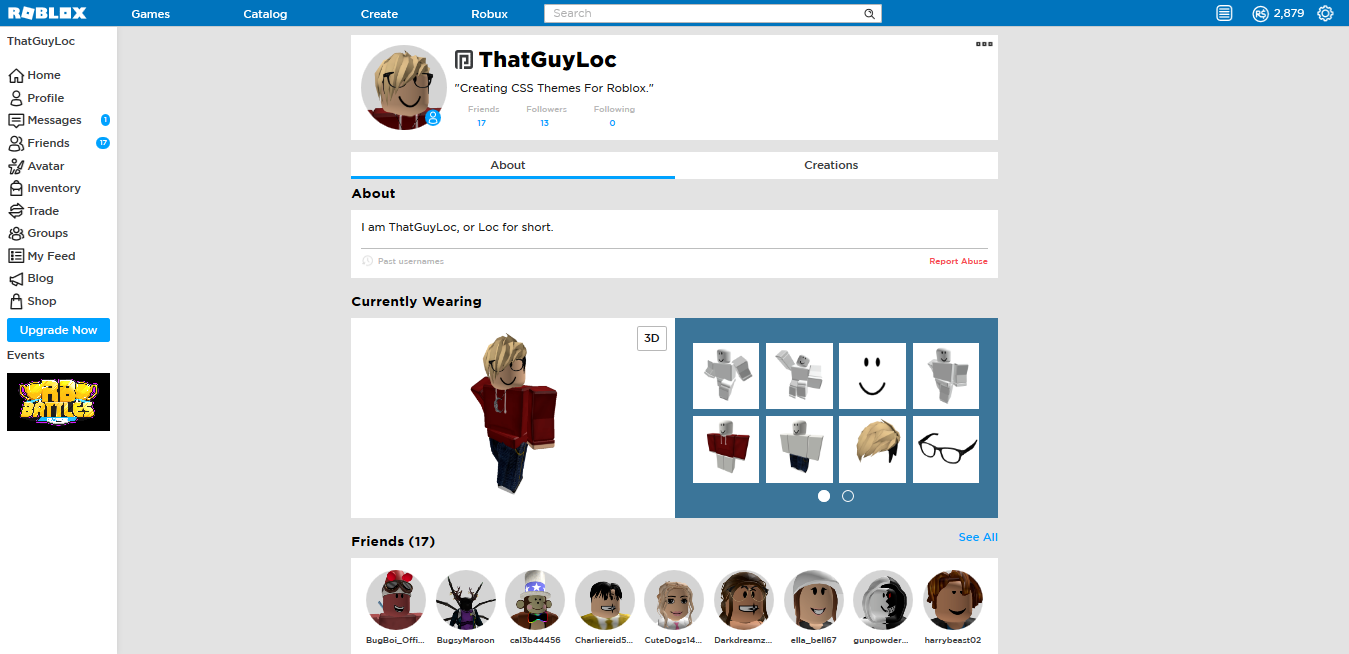 ROBLOX Games Catalog Create Robux Search 2,879
ThatGuyLoc
Home
Profile
Messages 1
Friends 17
Avatar
Inventory
Trade
Groups
My Feed
Blog
Shop
Upgrade Now
Events
RB
BATTLES
ThatGuyLoc
"Creating CSS Themes For Roblox."
Friends Followers Following
17 13 0
About Creations
About
I am ThatGuyLoc, or Loc for short.
Past usernames Report Abuse
Currently Wearing
3D
Friends (17) See All
BugBoi_Offi... BugsyMaroon cal3b44456 Charliereid5... CuteDogs14... Darkdreamz... ella_bell67 gunpowder... harrybeast02